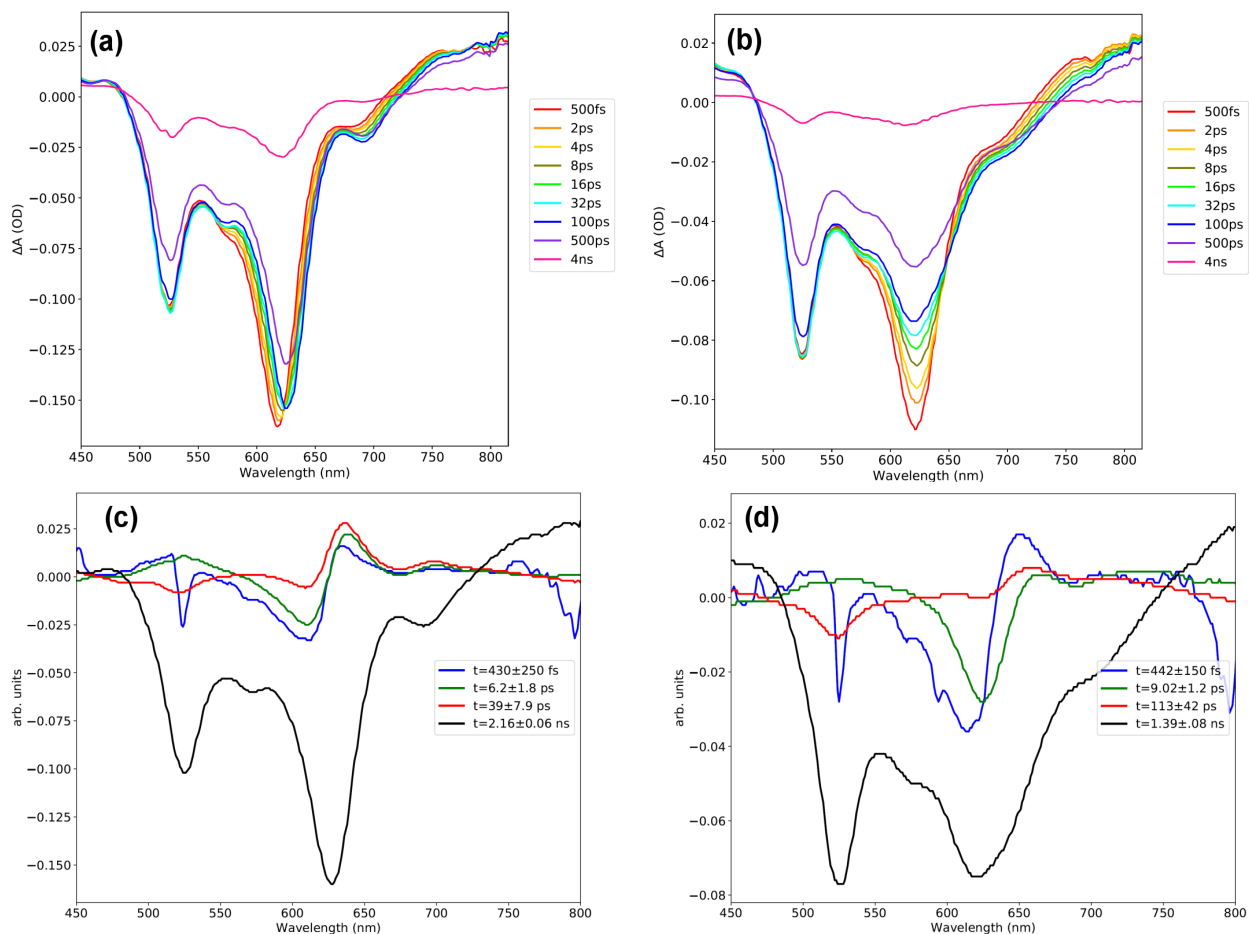 (a)
ΔA (OD)
0.025
0.000
−0.025
−0.050
−0.075
−0.100
−0.125
−0.150
450 500 550 600 650 700 750 800
Wavelength (nm)
500fs
2ps
4ps
8ps
16ps
32ps
100ps
500ps
4ns
(b)
ΔA (OD)
0.02
0.00
−0.02
−0.04
−0.06
−0.08
−0.10
450 500 550 600 650 700 750 800
Wavelength (nm)
500fs
2ps
4ps
8ps
16ps
32ps
100ps
500ps
4ns
(c)
arb. units
0.025
0.000
−0.025
−0.050
−0.075
−0.100
−0.125
−0.150
450 500 550 600 650 700 750 800
Wavelength (nm)
t=430±250 fs
t=6.2±1.8 ps
t=39±7.9 ps
t=2.16±0.06 ns
(d)
arb. units
0.02
0.00
−0.02
−0.04
−0.06
−0.08
450 500 550 600 650 700 750 800
Wavelength (nm)
t=442±150 fs
t=9.02±1.2 ps
t=113±42 ps
t=1.39±.08 ns